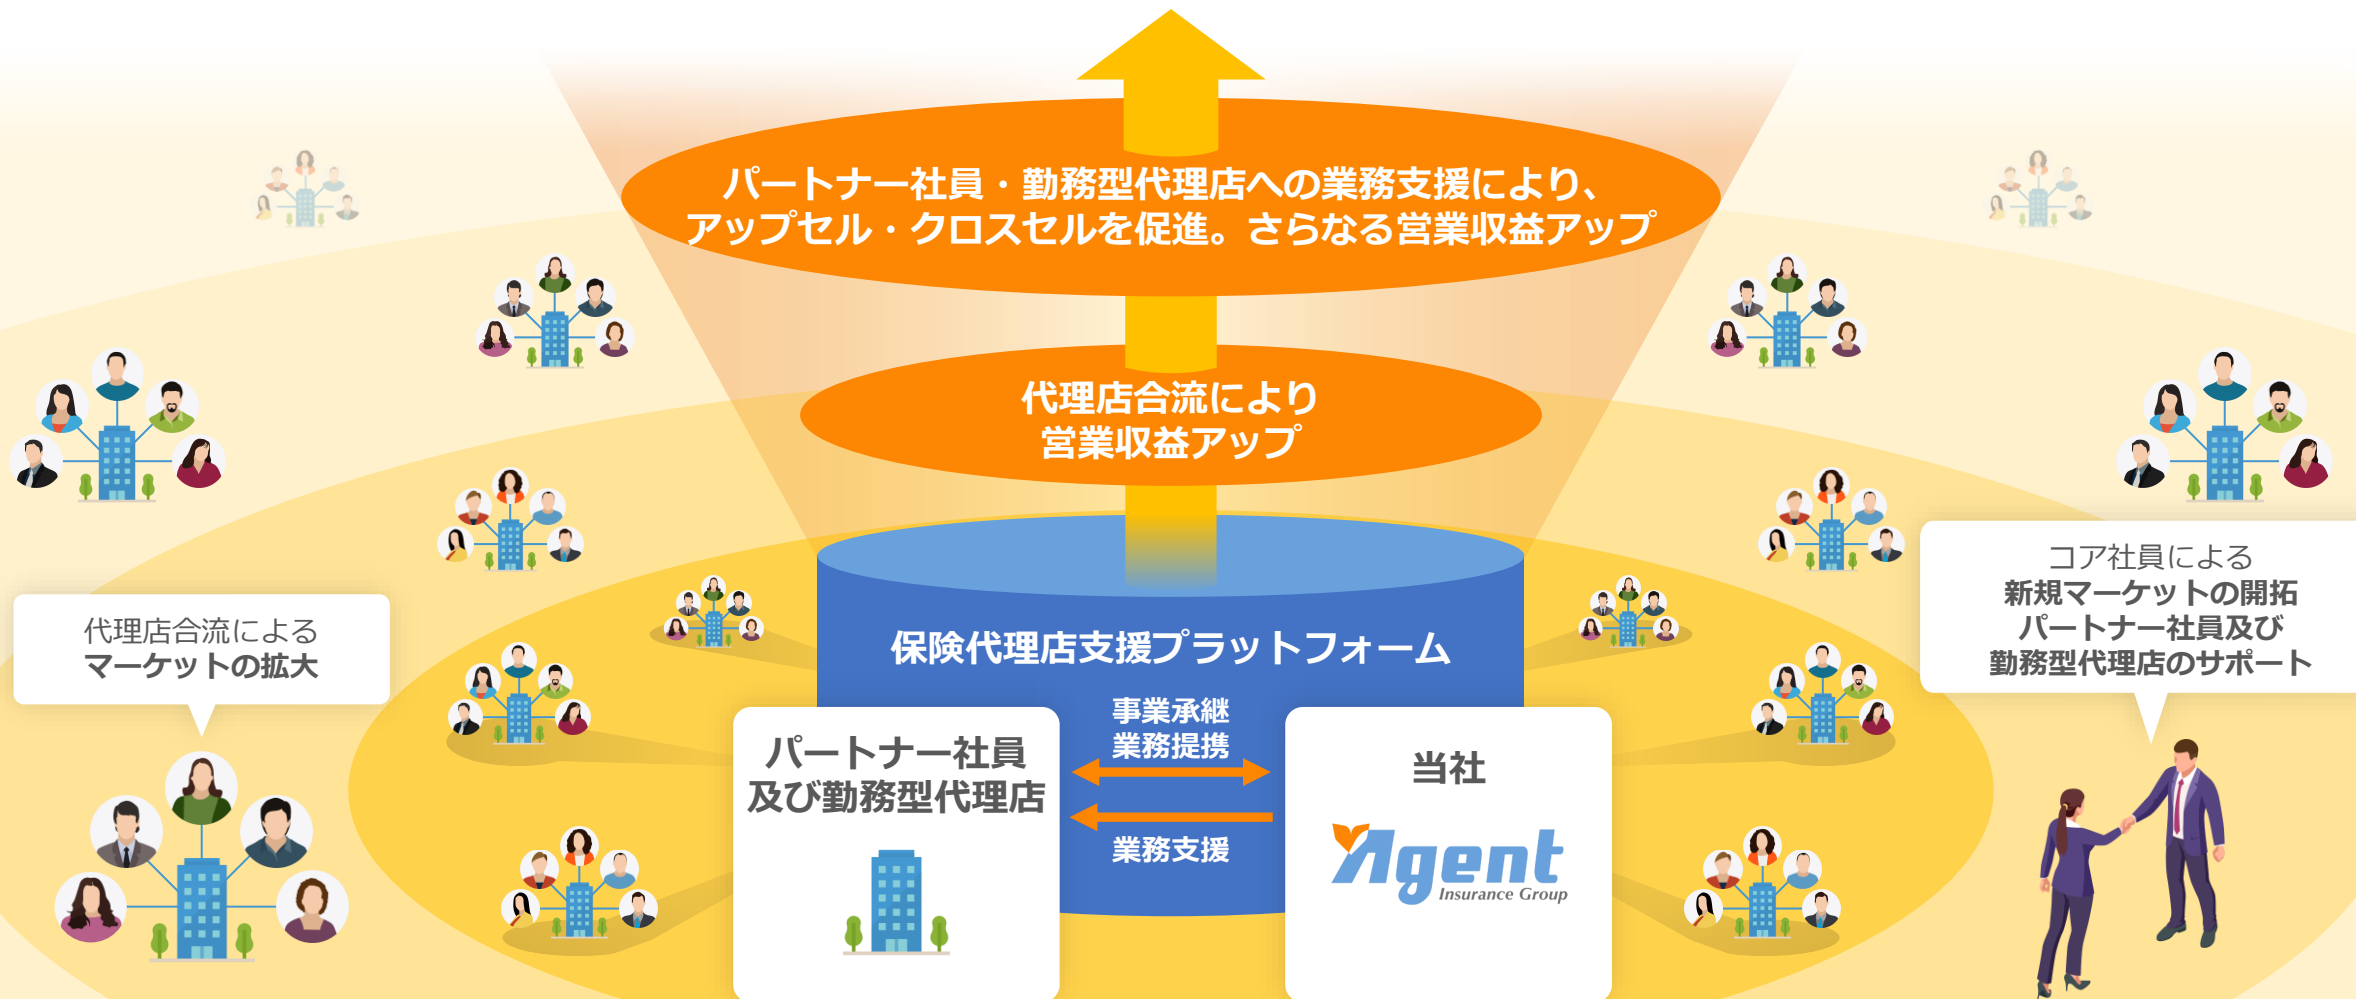 パートナー社員・勤務型代理店への業務支援により、
アップセル・クロスセルを促進。さらなる営業収益アップ
代理店合流により
営業収益アップ
保険代理店支援プラットフォーム
事業承継
業務提携
業務支援
パートナー社員
及び勤務型代理店
当社
Agent
Insurance Group
代理店合流による
マーケットの拡大
コア社員による
新規マーケットの開拓
パートナー社員及び
勤務型代理店のサポート